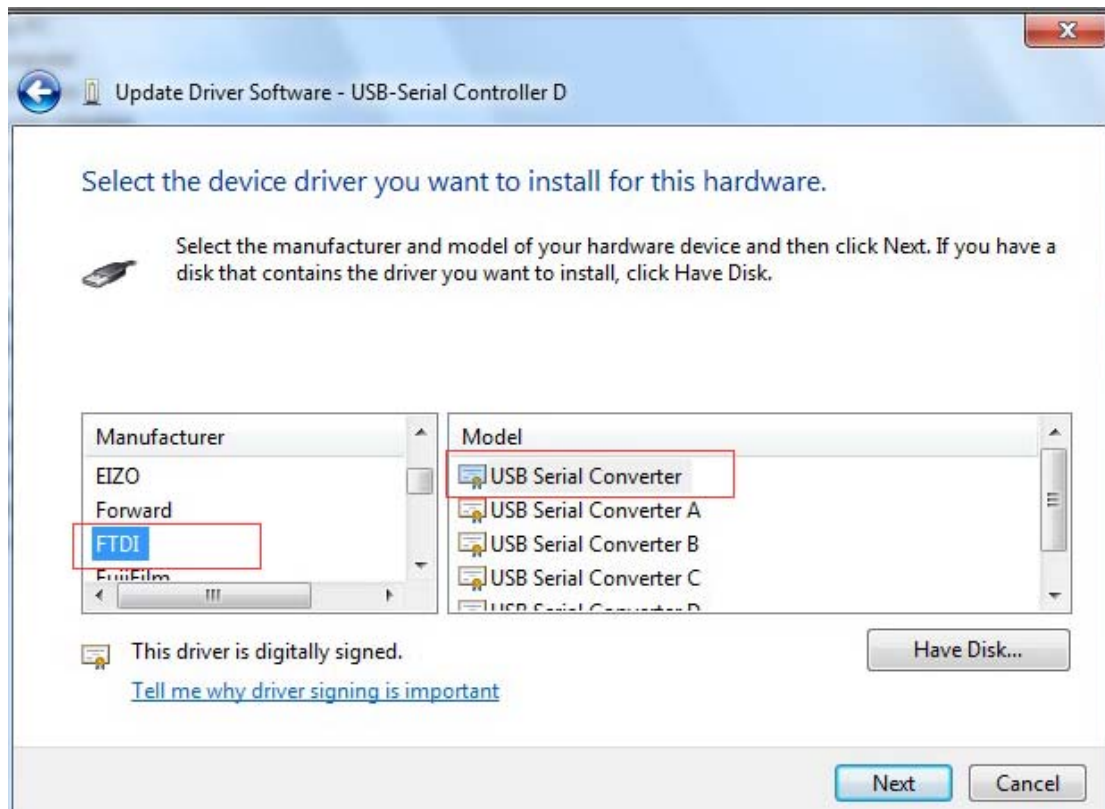 Update Driver Software - USB-Serial Controller D
Select the device driver you want to install for this hardware.
Select the manufacturer and model of your hardware device and then click Next. If you have a
disk that contains the driver you want to install, click Have Disk.
Manufacturer
EIZO
Forward
FTDI
FujiFilm
Model
USB Serial Converter
USB Serial Converter A
USB Serial Converter B
USB Serial Converter C
USB Serial Converter D
This driver is digitally signed.
Have Disk...
Tell me why driver signing is important
Next
Cancel